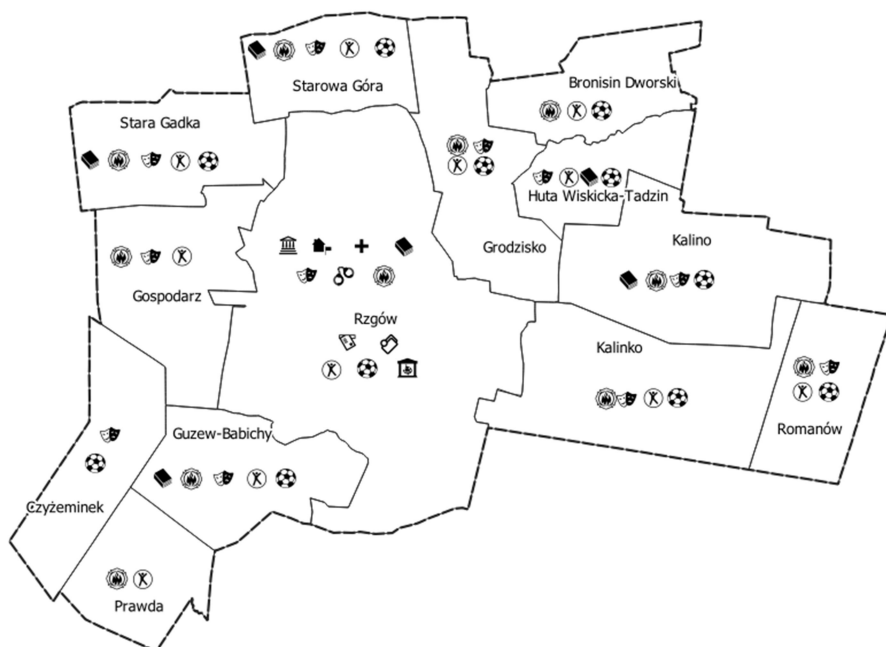 Starowa Góra
Bronisin Dworski
Stara Gadka
Huta Wiskicka-Tadzin
Grodzisko
Kalino
Gospodarz
Rzgów
Kalinko
Guzew-Babichy
Romanów
Czyżeminek
Prawda